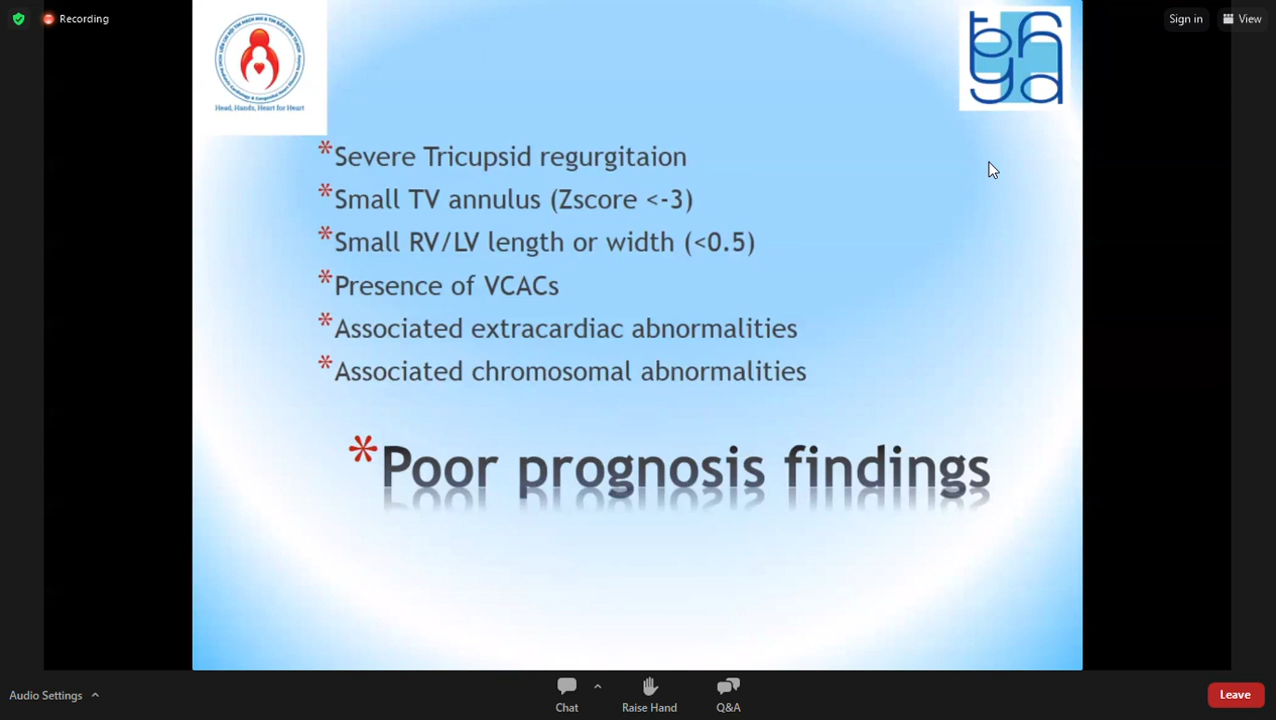 Recording
Sign in
View
Head, Hands, Heart for Heart
*Severe Tricupsid regurgitaion
*Small TV annulus (Zscore <-3)
*Small RV/LV length or width (<0.5)
*Presence of VCACs
*Associated extracardiac abnormalities
*Associated chromosomal abnormalities
*Poor prognosis findings
Audio Settings
Chat
Raise Hand
Q&A
Leave